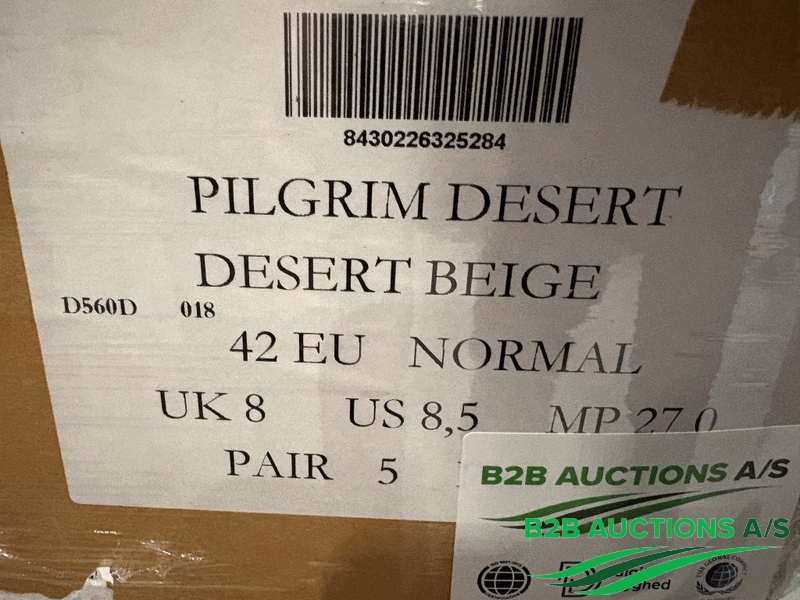 8430226325284
PILGRIM DESERT
DESERT BEIGE
D560D 018
42 EU NORMAL
UK 8 US 8,5 MP 27 0
PAIR 5
B2B AUCTIONS A/S
B2B AUCTIONS A/S